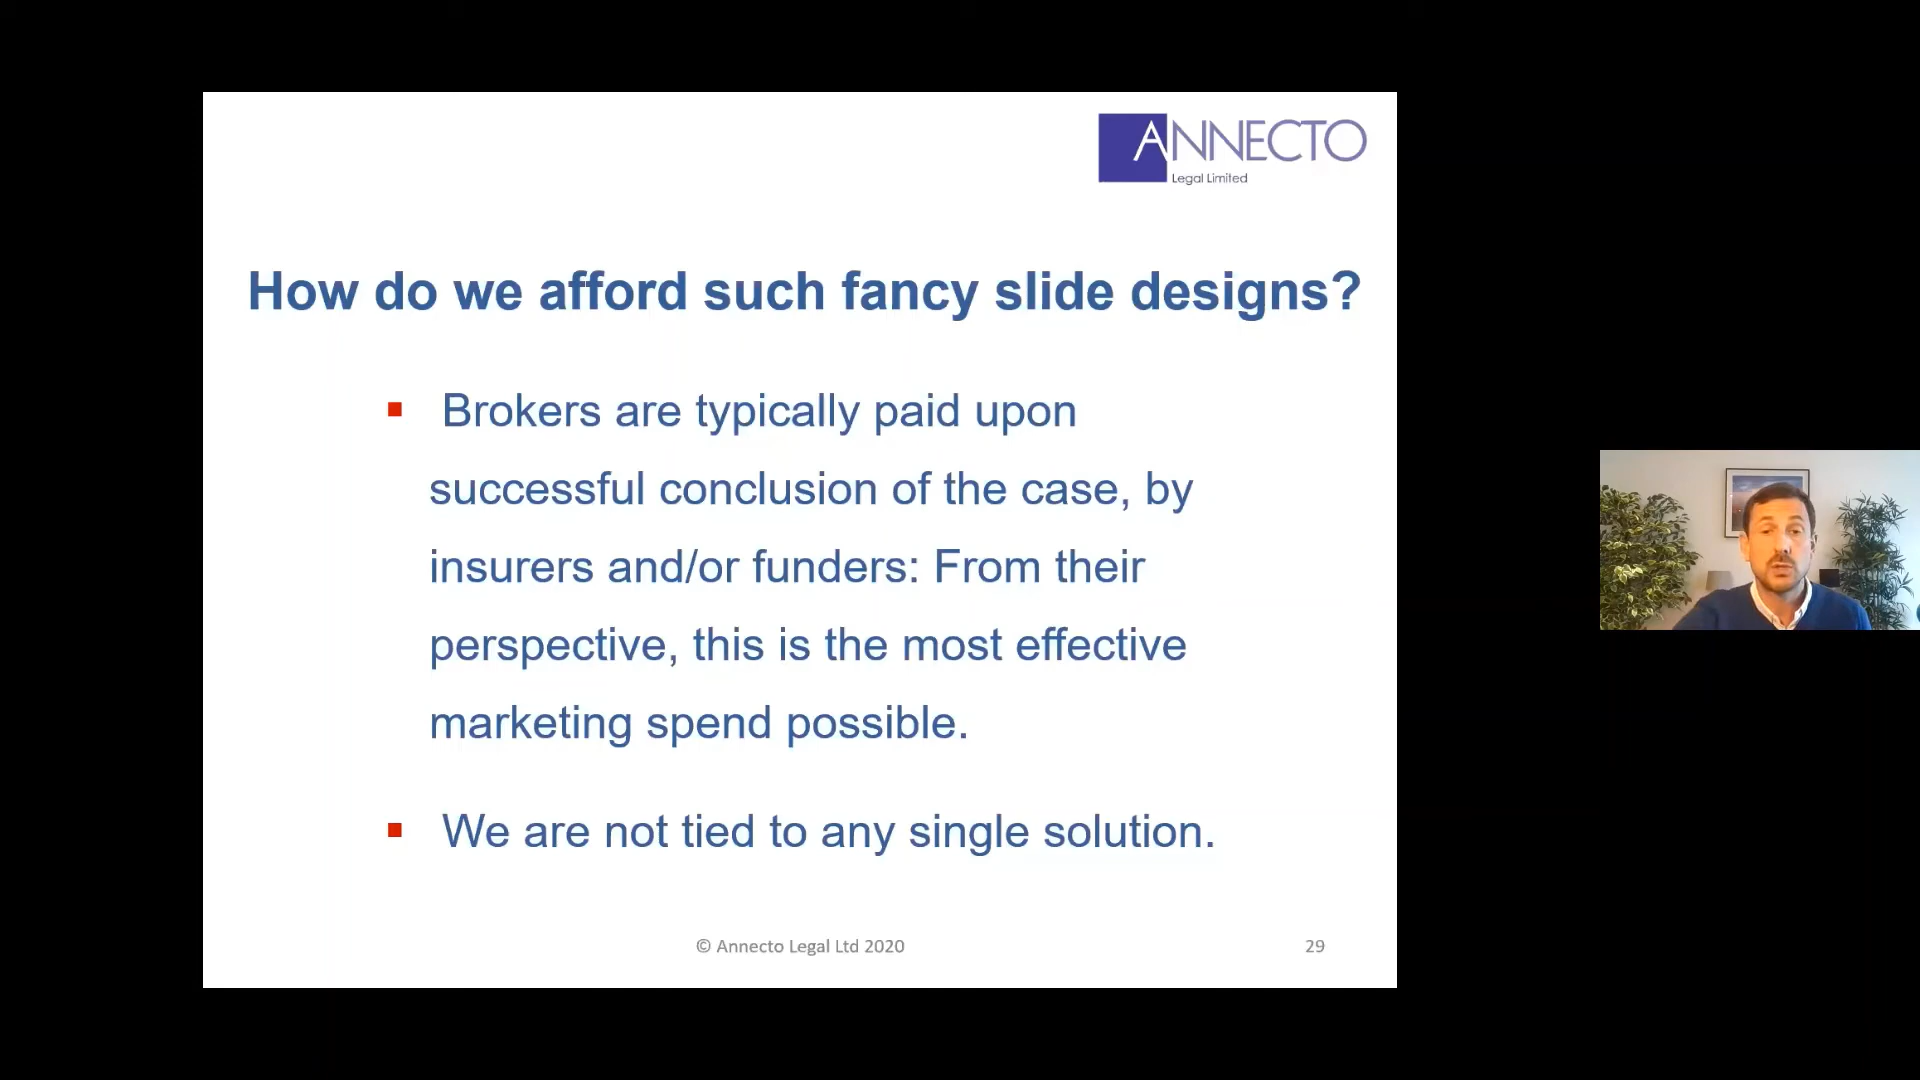 ANNECTO
Legal Limited
How do we afford such fancy slide designs?
▪ Brokers are typically paid upon
successful conclusion of the case, by
insurers and/or funders: From their
perspective, this is the most effective
marketing spend possible.
▪ We are not tied to any single solution.
© Annecto Legal Ltd 2020
29